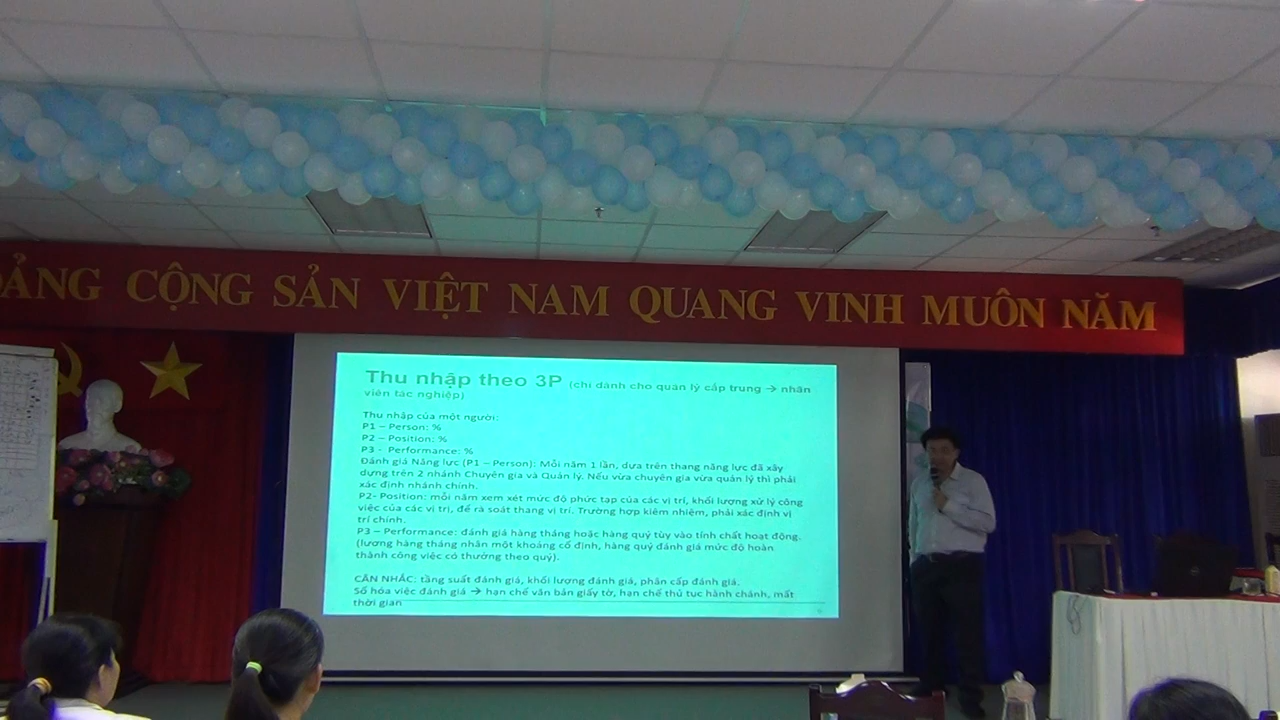 ĐẢNG CỘNG SẢN VIỆT NAM QUANG VINH MUÔN NĂM
Thu nhập theo 3P (chỉ dành cho quản lý cấp trung → nhân
viên tác nghiệp)
Thu nhập của một người:
P1 – Person: %
P2 – Position: %
P3 - Performance: %
Đánh giá Năng lực (P1 – Person): Mỗi năm 1 lần, dựa trên thang năng lực đã xây
dựng trên 2 nhánh Chuyên gia và Quản lý. Nếu vừa chuyên gia vừa quản lý thì phải
xác định nhánh chính.
P2- Position: mỗi năm xem xét mức độ phức tạp của các vị trí, khối lượng xử lý công
việc của các vị trí, để rà soát thang vị trí. Trường hợp kiêm nhiệm, phải xác định vị
trí chính.
P3 – Performance: đánh giá hàng tháng hoặc hàng quý tùy vào tính chất hoạt động.
(lương hàng tháng nhân một khoảng cố định, hàng quý đánh giá mức độ hoàn
thành công việc có thưởng theo quý).
CÂN NHẮC: tầng suất đánh giá, khối lượng đánh giá, phân cấp đánh giá.
Số hóa việc đánh giá → hạn chế văn bản giấy tờ, hạn chế thủ tục hành chánh, mất
thời gian